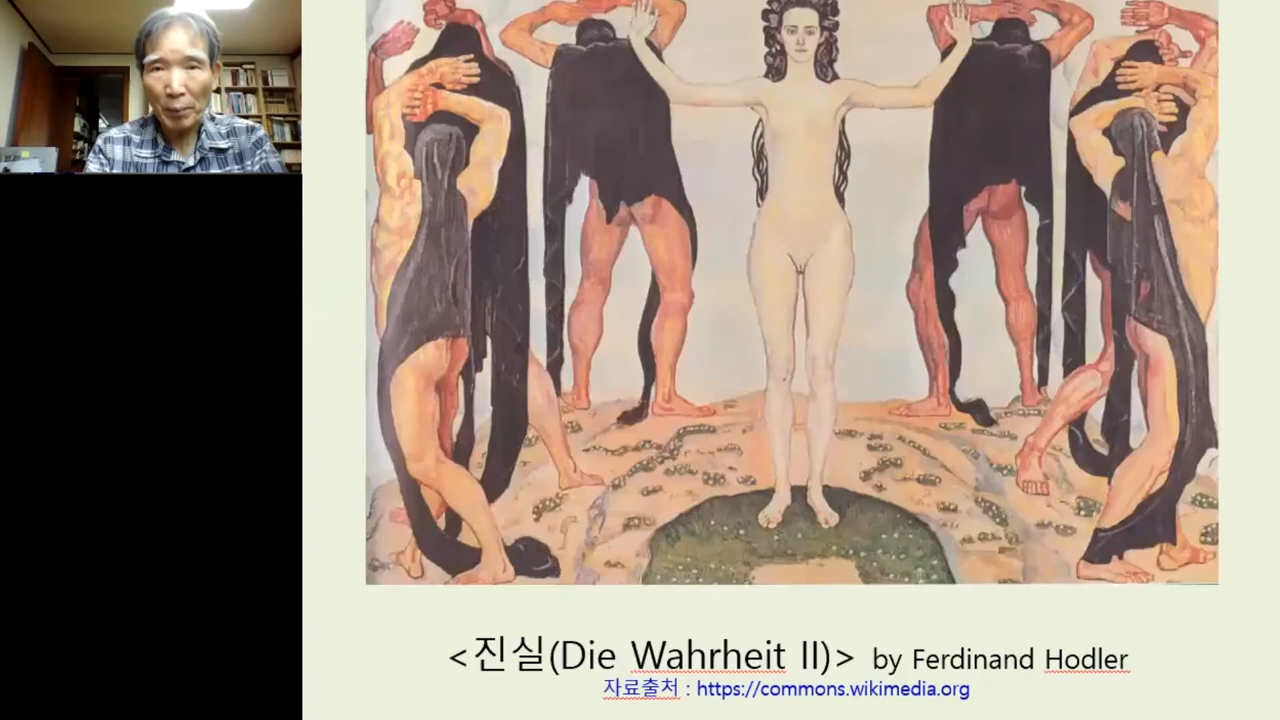 <진실(Die Wahrheit II)> by Ferdinand Hodler
자료출처 : https://commons.wikimedia.org